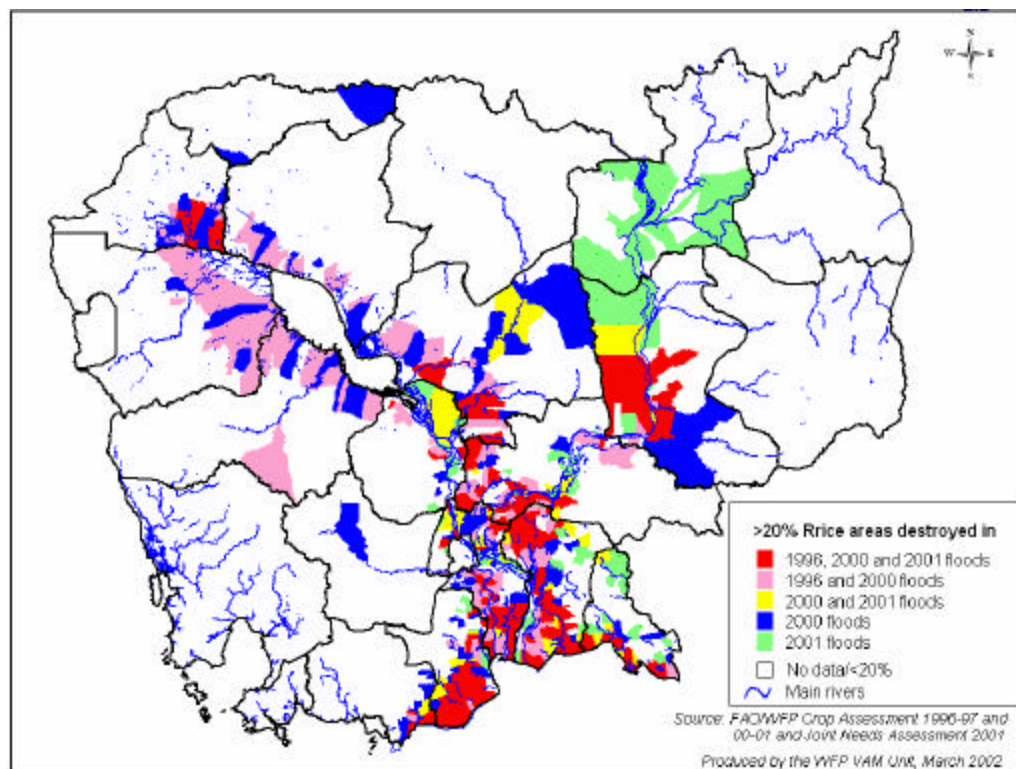 N
W E
S
>20% Rrice areas destroyed in
1996, 2000 and 2001 floods
1996 and 2000 floods
2000 and 2001 floods
2000 floods
2001 floods
No data/<20%
Main rivers
Source: FAO/WFP Crop Assessment 1996-97 and
00-01 and Joint Needs Assessment 2001
Produced by the WFP VAM Unit, March 2002